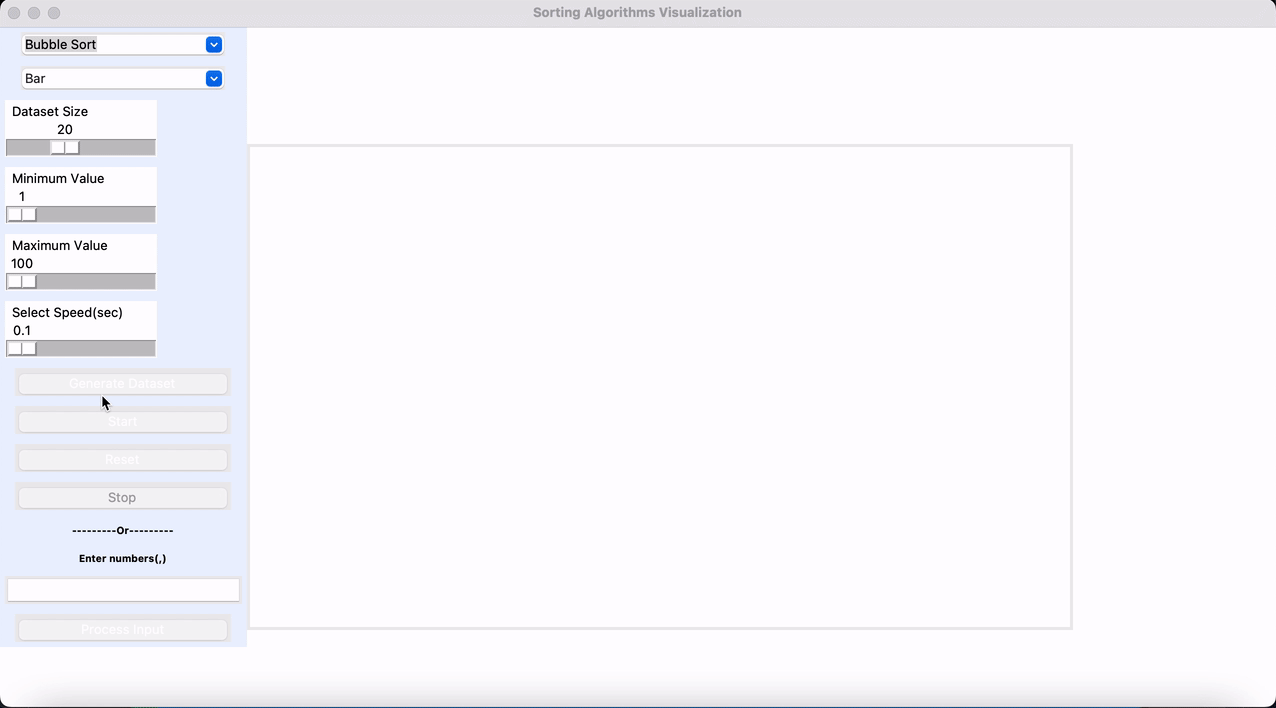 Sorting Algorithms Visualization
Bubble Sort
Bar
Dataset Size
20
Minimum Value
1
Maximum Value
100
Select Speed(sec)
0.1
Generate Dataset
Start
Reset
Stop
---------Or---------
Enter numbers(,)
Process Input